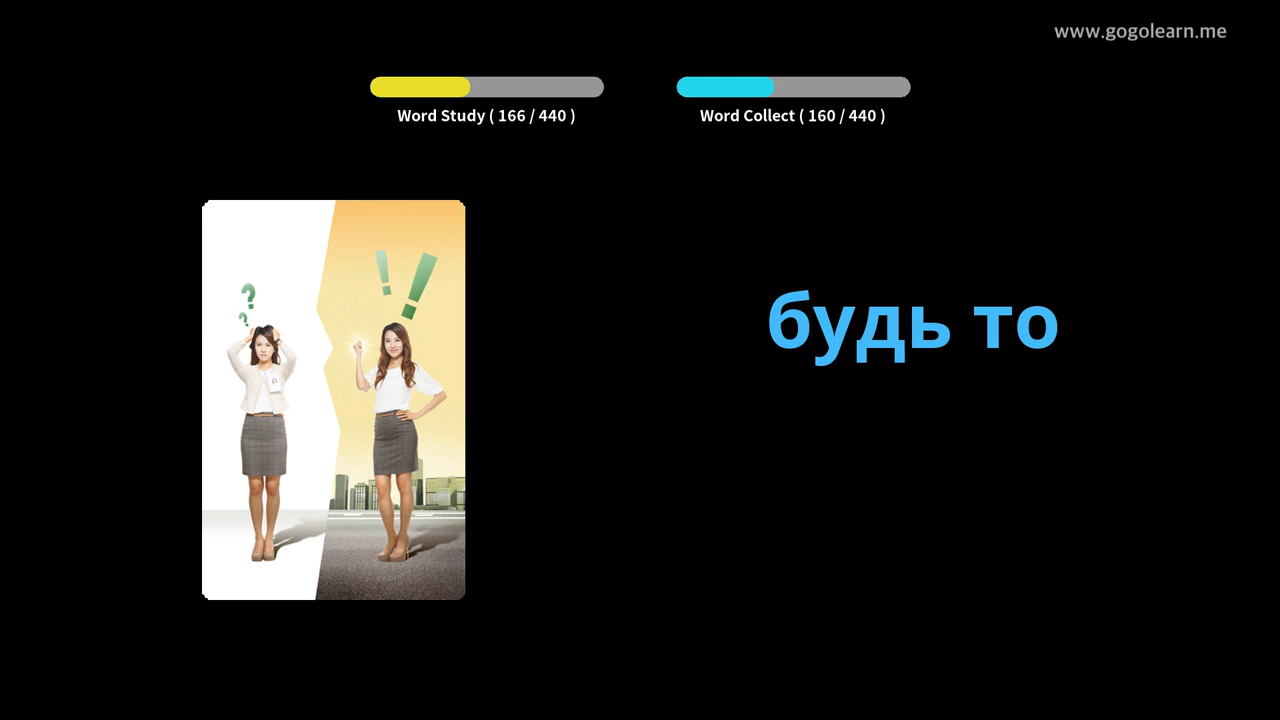 www.gogolearn.me
Word Study ( 166 / 440 )
Word Collect ( 160 / 440 )
? ? ! !
будь то